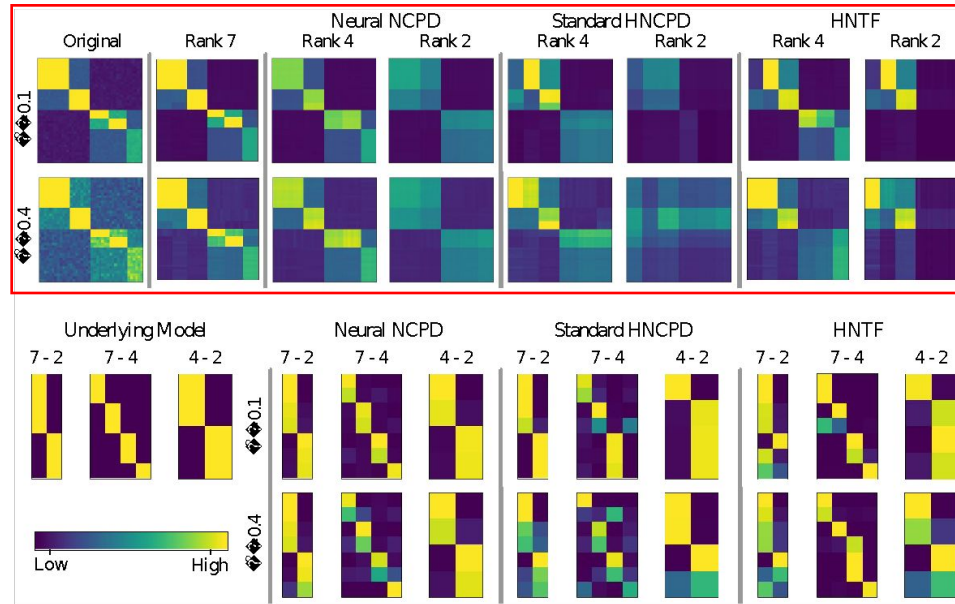 Neural NCPD Standard HNCPD HNTF
Original Rank 7 Rank 4 Rank 2 Rank 4 Rank 2 Rank 4 Rank 2
��0.1
��0.4
Underlying Model Neural NCPD Standard HNCPD HNTF
7 - 2 7 - 4 4 - 2 7 - 2 7 - 4 4 - 2 7 - 2 7 - 4 4 - 2 7 - 2 7 - 4 4 - 2
��0.1
��0.4
Low High